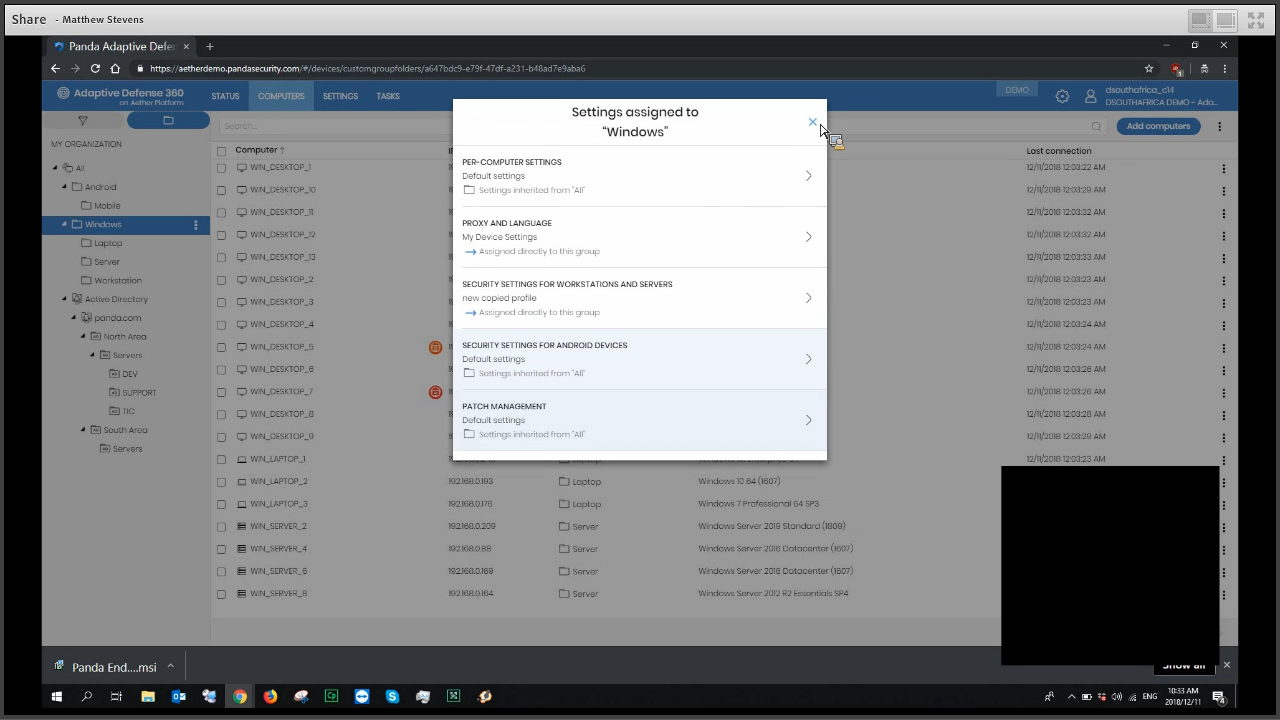 Share - Matthew Stevens
Panda Adaptive Defen
https://aetherdemo.pandasecurity.com/#/devices/customgroupfolders/a647bdc9-e79f-47df-a231-b48ad7e9aba6
Adaptive Defense 360
on Aether Platform
STATUS COMPUTERS SETTINGS TASKS
DEMO
dsouthafrica_c14
DSOUTHAFRICA DEMO - Ada...
Search...
Add computers
MY ORGANIZATION
All
Android
Mobile
Windows
Laptop
Server
Workstation
Active Directory
panda.com
North Area
Servers
DEV
SUPPORT
TIC
South Area
Servers
Settings assigned to
"Windows"
PER-COMPUTER SETTINGS
Default settings
Settings inherited from "All"
PROXY AND LANGUAGE
My Device Settings
Assigned directly to this group
SECURITY SETTINGS FOR WORKSTATIONS AND SERVERS
new copied profile
Assigned directly to this group
SECURITY SETTINGS FOR ANDROID DEVICES
Default settings
Settings inherited from "All"
PATCH MANAGEMENT
Default settings
Settings inherited from "All"
Computer Last connection
WIN_DESKTOP_1 12/11/2018 12:03:22 AM
WIN_DESKTOP_10 12/11/2018 12:03:29 AM
WIN_DESKTOP_11 12/11/2018 12:03:22 AM
WIN_DESKTOP_12 12/11/2018 12:03:22 AM
WIN_DESKTOP_13 12/11/2018 12:03:26 AM
WIN_DESKTOP_2 12/11/2018 12:03:29 AM
WIN_DESKTOP_3 12/11/2018 12:03:22 AM
WIN_DESKTOP_4 12/11/2018 12:03:23 AM
WIN_DESKTOP_5 12/11/2018 12:03:24 AM
WIN_DESKTOP_6 12/11/2018 12:03:28 AM
WIN_DESKTOP_7 12/11/2018 12:03:26 AM
WIN_DESKTOP_8 12/11/2018 12:03:26 AM
WIN_DESKTOP_9 12/11/2018 12:03:26 AM
WIN_LAPTOP_1 Laptop 12/11/2018 12:03:23 AM
WIN_LAPTOP_2 192.168.0.193 Laptop Windows 10 64 (1607)
WIN_LAPTOP_3 192.168.0.176 Laptop Windows 7 Professional 64 SP3
WIN_SERVER_2 192.168.0.209 Server Windows Server 2019 Standard (1809)
WIN_SERVER_4 192.168.0.88 Server Windows Server 2016 Datacenter (1607)
WIN_SERVER_6 192.168.0.169 Server Windows Server 2016 Datacenter (1607)
WIN_SERVER_8 192.168.0.164 Server Windows Server 2012 R2 Essentials SP4
Panda End....msi
Show all
ENG
10:33 AM
2018/12/11
4